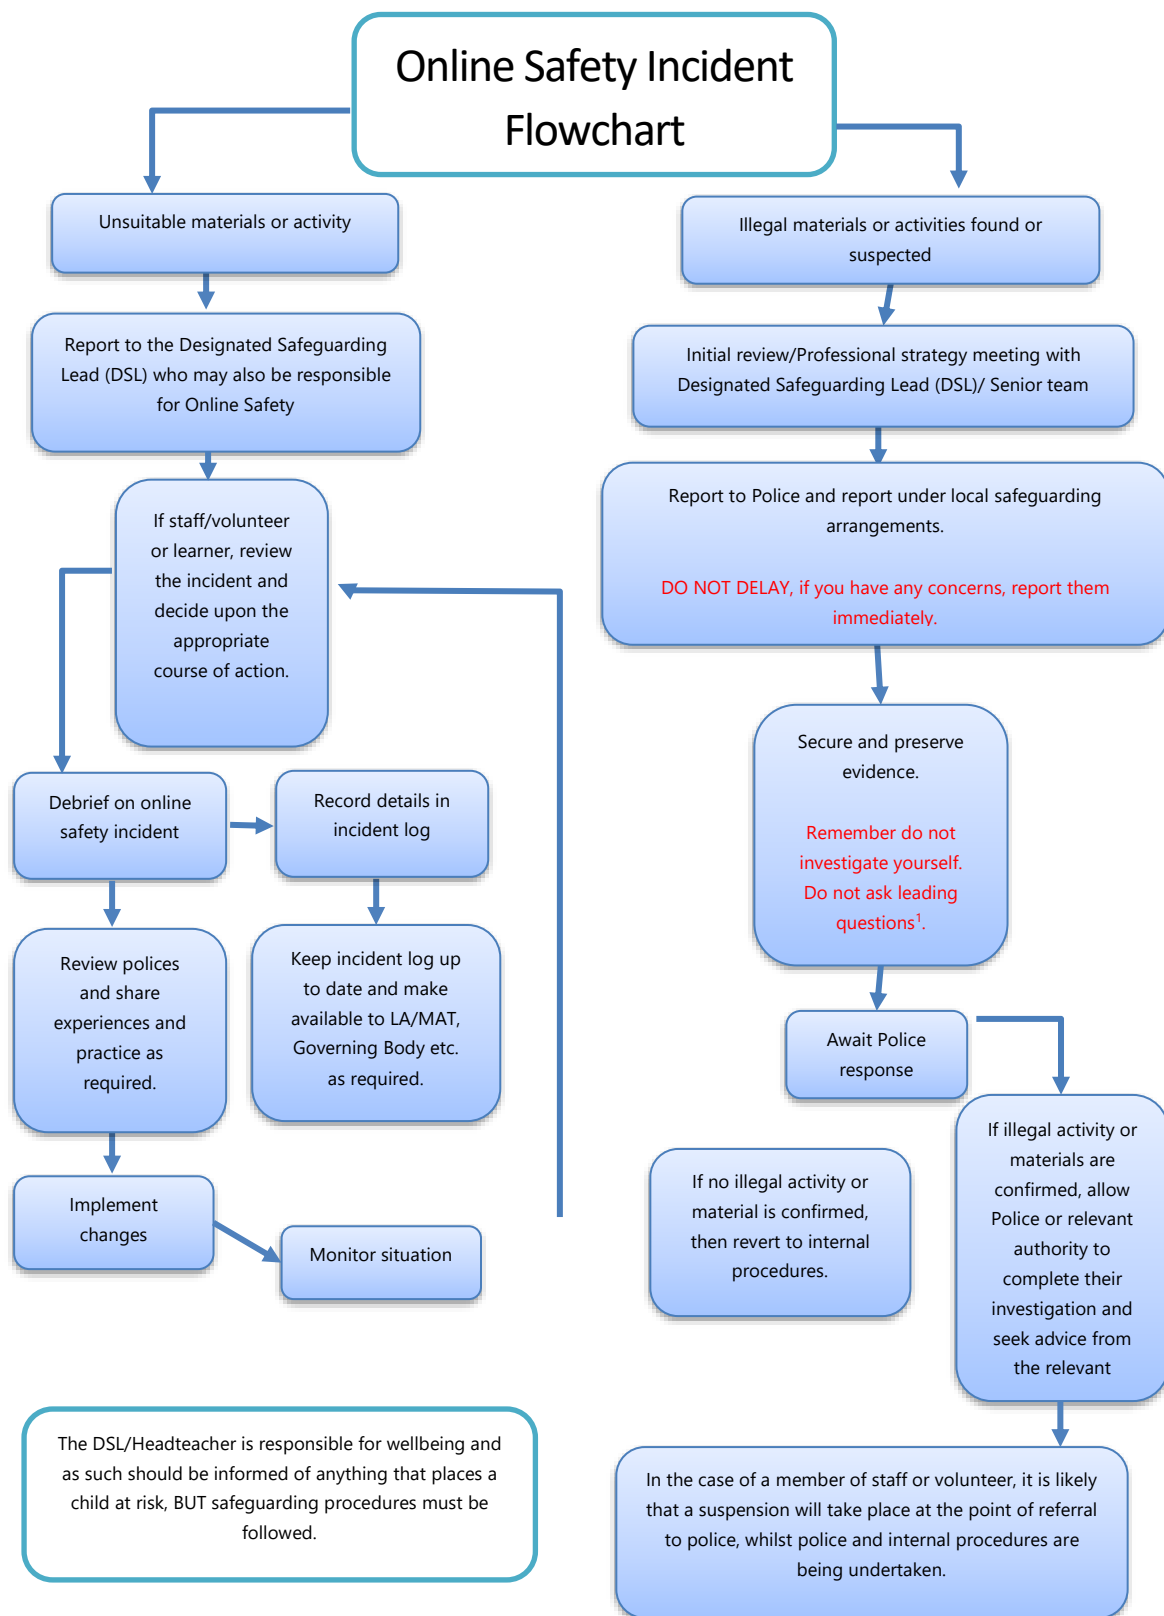 Online Safety Incident
Flowchart
Unsuitable materials or activity
Report to the Designated Safeguarding
Lead (DSL) who may also be responsible
for Online Safety
If staff/volunteer
or learner, review
the incident and
decide upon the
appropriate
course of action.
Debrief on online
safety incident
Record details in
incident log
Review polices
and share
experiences and
practice as
required.
Keep incident log up
to date and make
available to LA/MAT,
Governing Body etc.
as required.
Implement
changes
Monitor situation
The DSL/Headteacher is responsible for wellbeing and
as such should be informed of anything that places a
child at risk, BUT safeguarding procedures must be
followed.
Illegal materials or activities found or
suspected
Initial review/Professional strategy meeting with
Designated Safeguarding Lead (DSL)/ Senior team
Report to Police and report under local safeguarding
arrangements.
DO NOT DELAY, if you have any concerns, report them
immediately.
Secure and preserve
evidence.
Remember do not
investigate yourself.
Do not ask leading
questions¹.
Await Police
response
If no illegal activity or
material is confirmed,
then revert to internal
procedures.
If illegal activity or
materials are
confirmed, allow
Police or relevant
authority to
complete their
investigation and
seek advice from
the relevant
In the case of a member of staff or volunteer, it is likely
that a suspension will take place at the point of referral
to police, whilst police and internal procedures are
being undertaken.